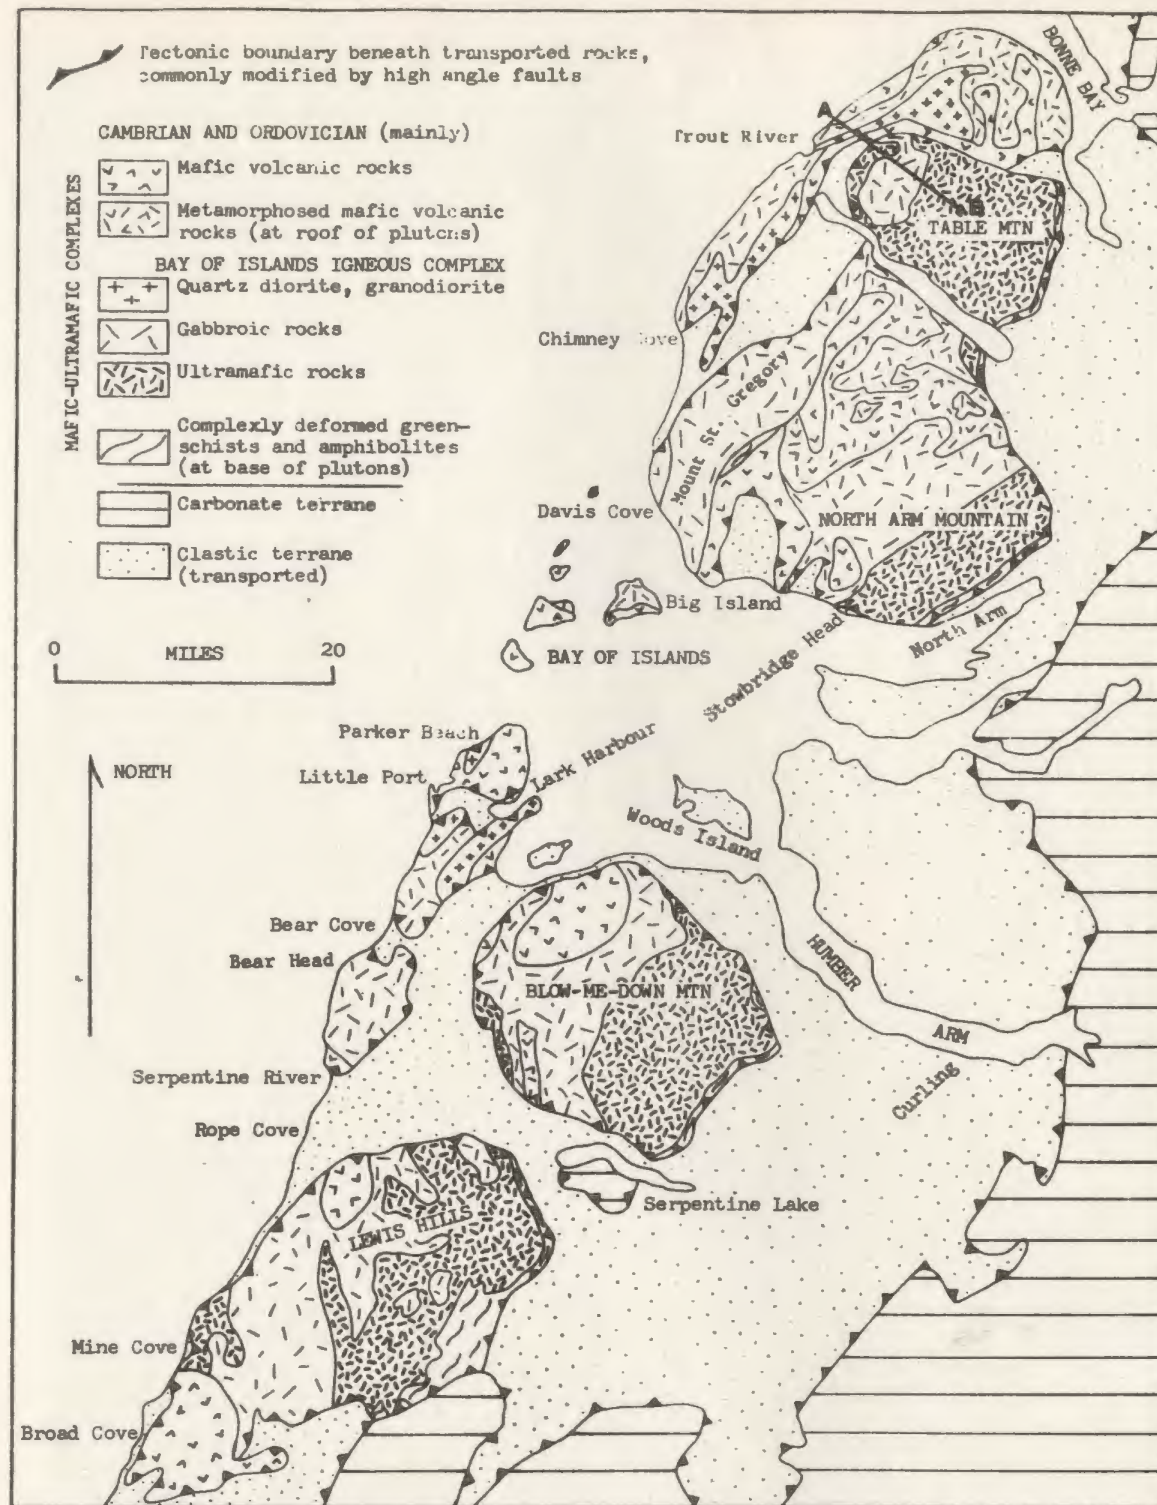 Tectonic boundary beneath transported rocks,
commonly modified by high angle faults
CAMBRIAN AND ORDOVICIAN (mainly)
MAFIC-ULTRAMAFIC COMPLEXES
Mafic volcanic rocks
Metamorphosed mafic volcanic
rocks (at roof of plutons)
BAY OF ISLANDS IGNEOUS COMPLEX
Quartz diorite, granodiorite
Gabbroic rocks
Ultramafic rocks
Complexly deformed green-
schists and amphibolites
(at base of plutons)
Carbonate terrane
Clastic terrane
(transported)
0 MILES 20
NORTH
BONNE BAY
A
Trout River
B
TABLE MTN
Chimney Cove
Mount St. Gregory
Davis Cove
NORTH ARM MOUNTAIN
Big Island
North Arm
BAY OF ISLANDS
Stowbridge Head
Parker Beach
Lark Harbour
Little Port
Woods Island
Bear Cove
Bear Head
HUMBER
ARM
BLOW-ME-DOWN MTN
Serpentine River
Curling
Rope Cove
Serpentine Lake
LEWIS HILLS
Mine Cove
Broad Cove